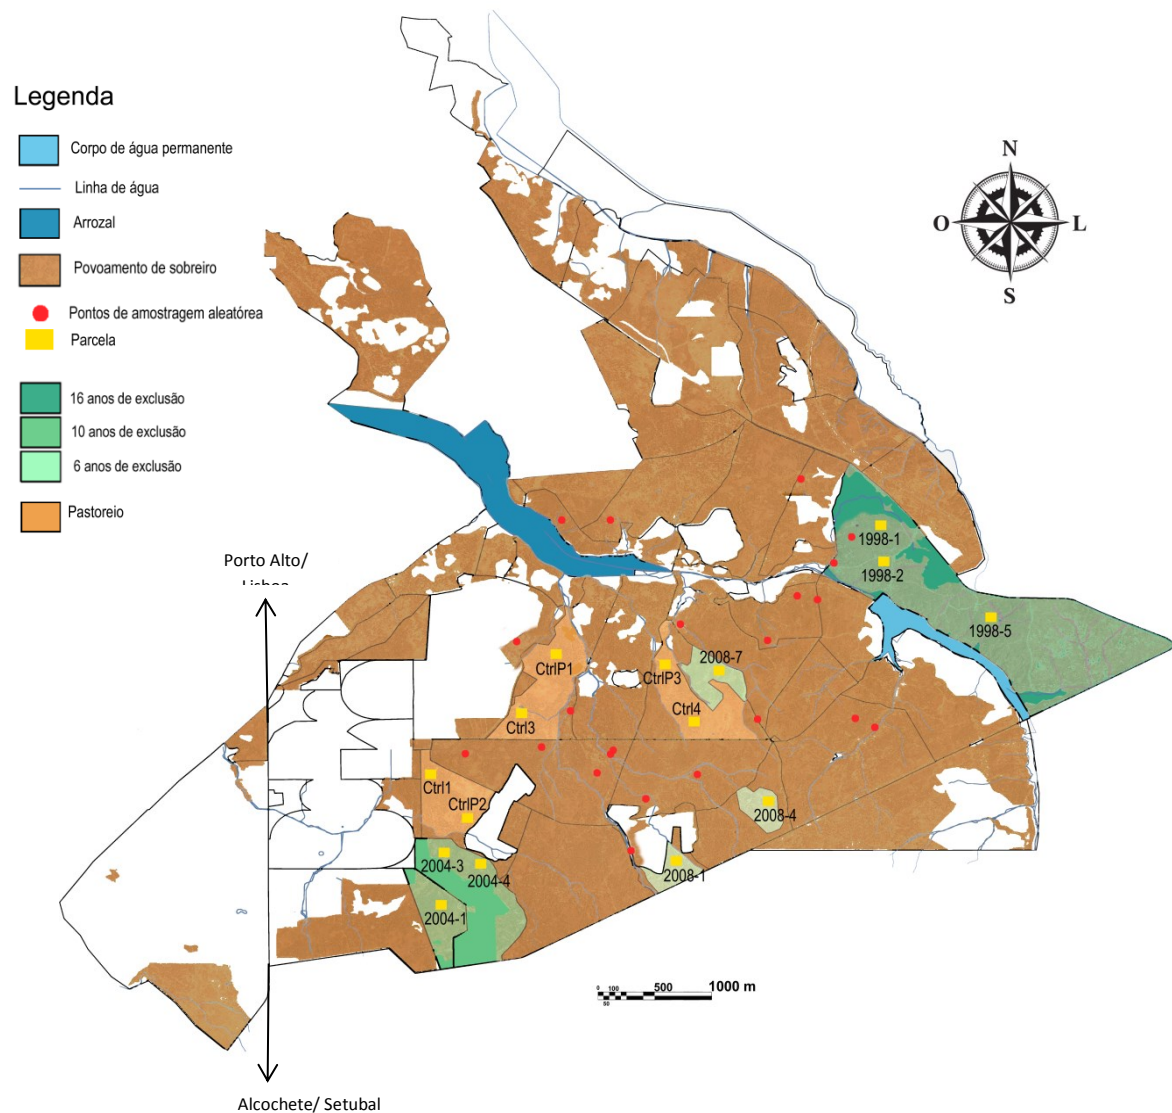 Legenda
Corpo de água permanente
Linha de água
Arrozal
Povoamento de sobreiro
Pontos de amostragem aleatórea
Parcela
16 anos de exclusão
10 anos de exclusão
6 anos de exclusão
Pastoreio
N
O
L
S
Porto Alto/
1998-1
1998-2
1998-5
CtrlP1
CtrlP3
2008-7
Ctrl3
Ctrl4
Ctrl1
CtrlP2
2008-4
2004-3
2004-4
2008-1
2004-1
0 100 500 1000 m
50
Alcochete/ Setubal